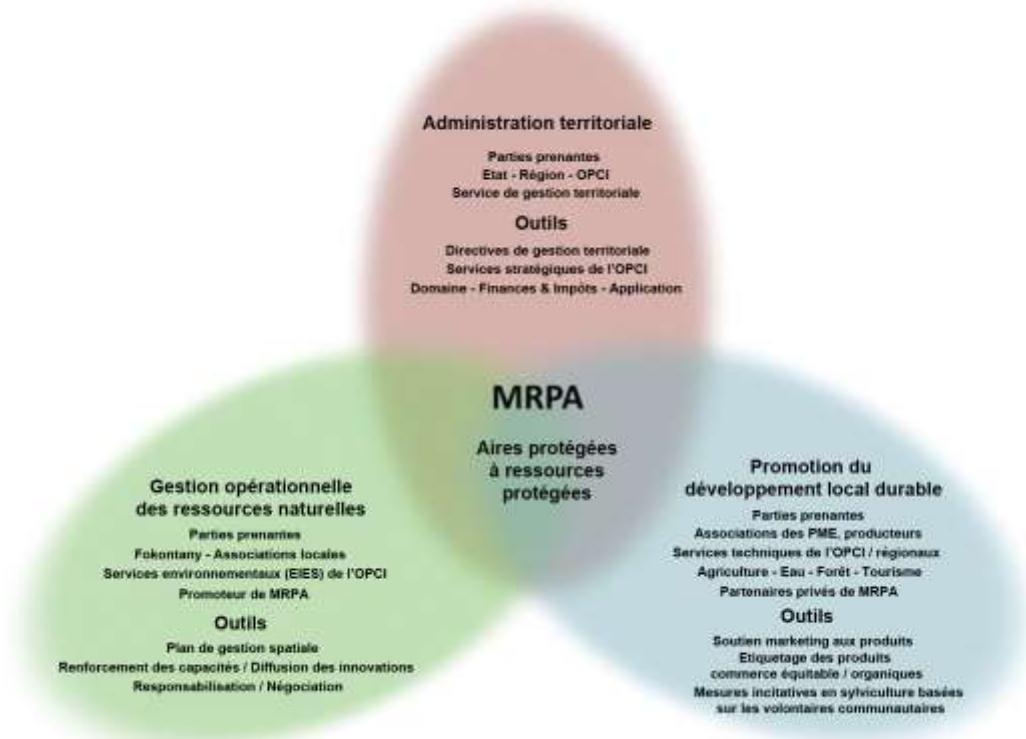 Administration territoriale
Parties prenantes
Etat - Région - OPCI
Service de gestion territoriale
Outils
Directives de gestion territoriale
Services stratégiques de l'OPCI
Domaine - Finances & Impôts - Application
MRPA
Aires protégées
à ressources
protégées
Gestion opérationnelle
des ressources naturelles
Parties prenantes
Fokontany - Associations locales
Services environnementaux (EIES) de l'OPCI
Promoteur de MRPA
Outils
Plan de gestion spatiale
Renforcement des capacités / Diffusion des innovations
Responsabilisation / Négociation
Promotion du
développement local durable
Parties prenantes
Associations des PME, producteurs
Services techniques de l'OPCI / régionaux
Agriculture - Eau - Forêt - Tourisme
Partenaires privés de MRPA
Outils
Soutien marketing aux produits
Etiquetage des produits
commerce équitable / organiques
Mesures incitatives en sylviculture basées
sur les volontaires communautaires